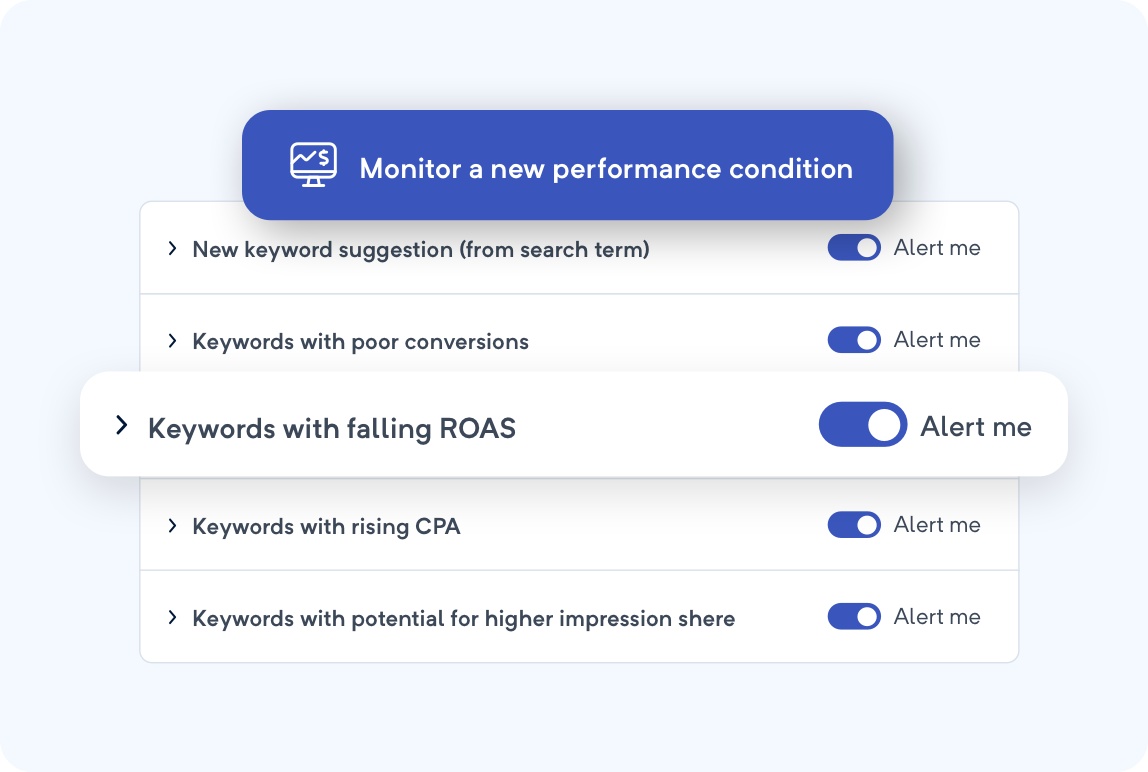 Monitor a new performance condition
New keyword suggestion (from search term) Alert me
Keywords with poor conversions Alert me
Keywords with falling ROAS Alert me
Keywords with rising CPA Alert me
Keywords with potential for higher impression shere Alert me